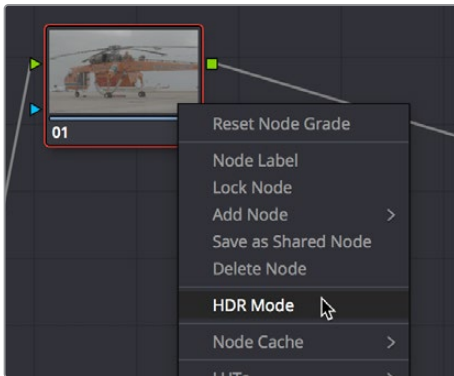 01
Reset Node Grade
Node Label
Lock Node
Add Node >
Save as Shared Node
Delete Node
HDR Mode
Node Cache >